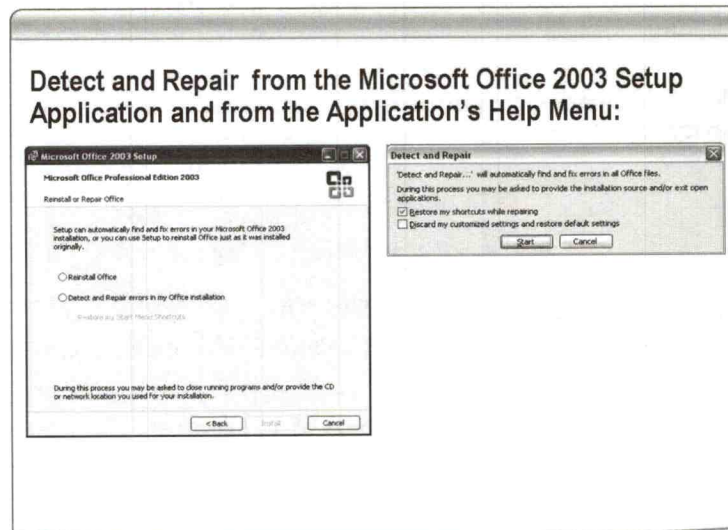 Detect and Repair from the Microsoft Office 2003 Setup
Application and from the Application's Help Menu:
Microsoft Office 2003 Setup
Microsoft Office Professional Edition 2003
Reinstall or Repair Office
Setup can automatically find and fix errors in your Microsoft Office 2003
installation, or you can use Setup to reinstall Office just as it was installed
originally.
Reinstall Office
Detect and Repair errors in my Office installation
Restore my Start Menu Shortcuts
During this process you may be asked to close running programs and/or provide the CD
or network location you used for your installation.
< Back
Install
Cancel
Detect and Repair
'Detect and Repair...' will automatically find and fix errors in all Office files.
During this process you may be asked to provide the installation source and/or exit open
applications.
Restore my shortcuts while repairing
Discard my customized settings and restore default settings
Start
Cancel